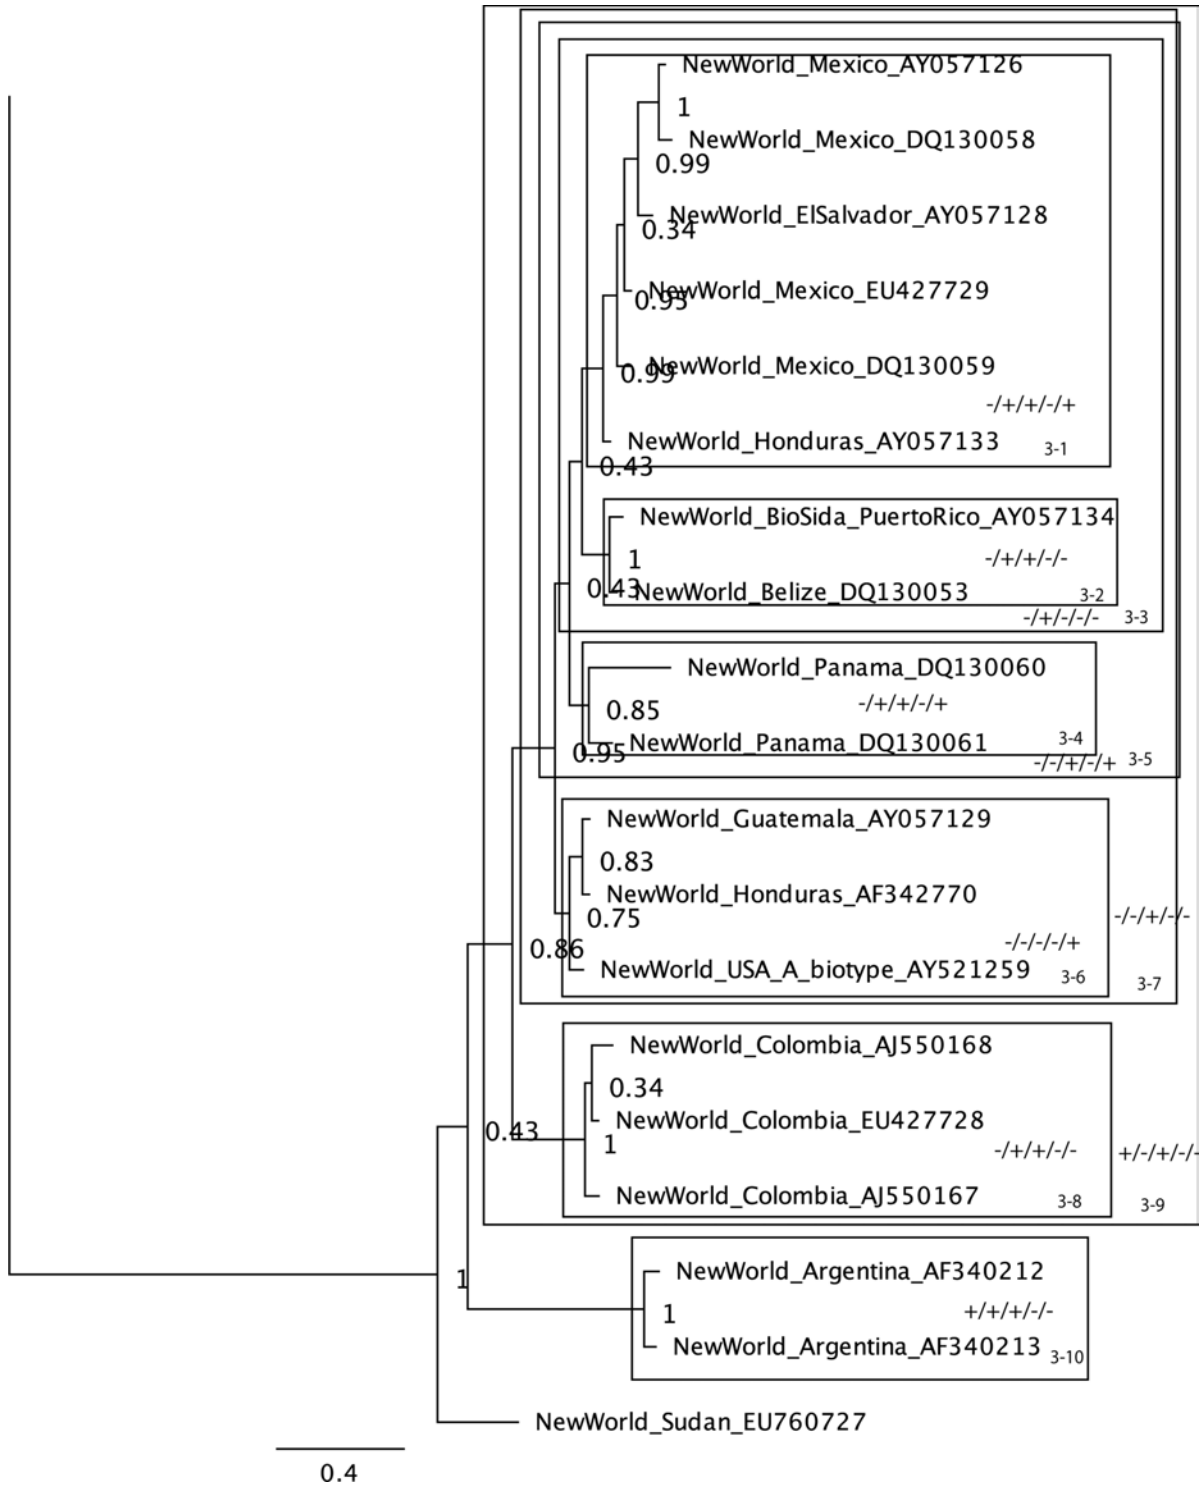 NewWorld_Mexico_AY057126
1
NewWorld_Mexico_DQ130058
0.99
NewWorld_ElSalvador_AY057128
0.34
NewWorld_Mexico_EU427729
0.95
NewWorld_Mexico_DQ130059
0.99
-/+/+/-/+
NewWorld_Honduras_AY057133
3-1
0.43
NewWorld_BioSida_PuertoRico_AY057134
1
-/+/+/-/-
0.43
NewWorld_Belize_DQ130053
3-2
-/+/-/-/-
3-3
NewWorld_Panama_DQ130060
-/+/+/-/+
0.85
NewWorld_Panama_DQ130061
3-4
0.95
-/-/+/-/+
3-5
NewWorld_Guatemala_AY057129
0.83
NewWorld_Honduras_AF342770
0.75
-/-/+/-/-
-/-/-/-/+
0.86
NewWorld_USA_A_biotype_AY521259
3-6
3-7
NewWorld_Colombia_AJ550168
0.34
NewWorld_Colombia_EU427728
0.43
1
-/+/+/-/-
+/-/+/-/-
NewWorld_Colombia_AJ550167
3-8
3-9
NewWorld_Argentina_AF340212
1
1
+/+/+/-/-
NewWorld_Argentina_AF340213
3-10
NewWorld_Sudan_EU760727
0.4